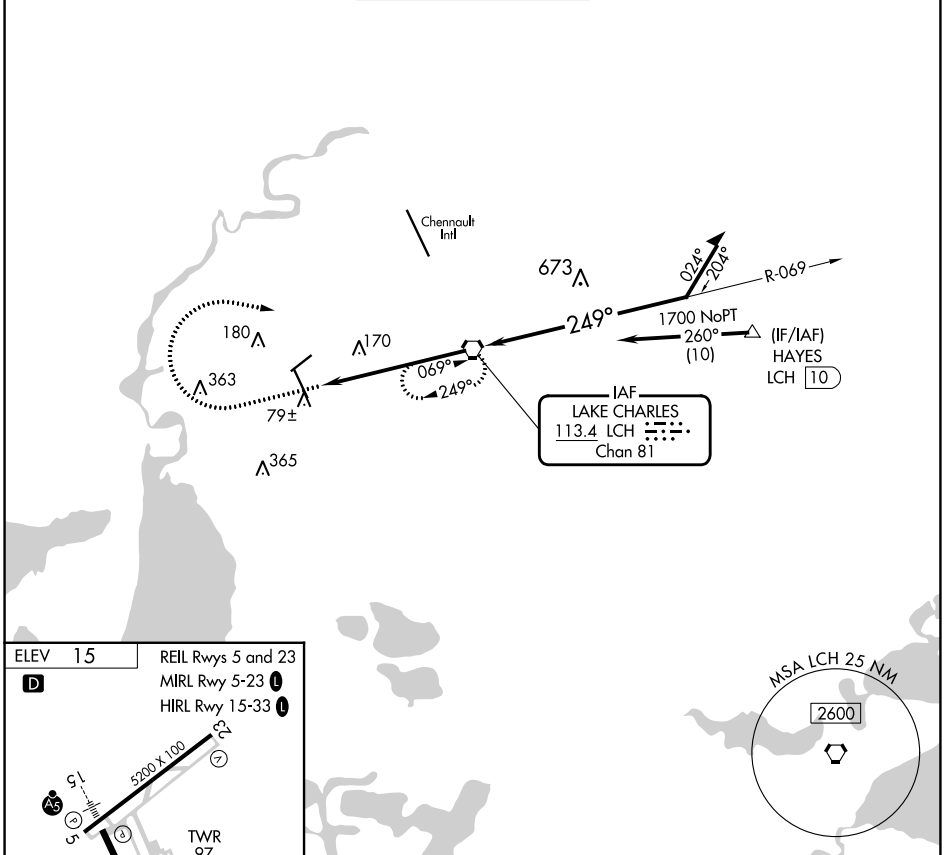 Chennault
Intl
673
024°
204°
R-069
249°
1700 NoPT
260°
(10)
(IF/IAF)
HAYES
LCH 10
180
170
069°
249°
363
79±
365
IAF
LAKE CHARLES
113.4 LCH
Chan 81
ELEV 15
D
REIL Rwys 5 and 23
MIRL Rwy 5-23 L
HIRL Rwy 15-33 L
23
5200 X 100
V
15
A5
P
5
P
TWR
97
MSA LCH 25 NM
2600